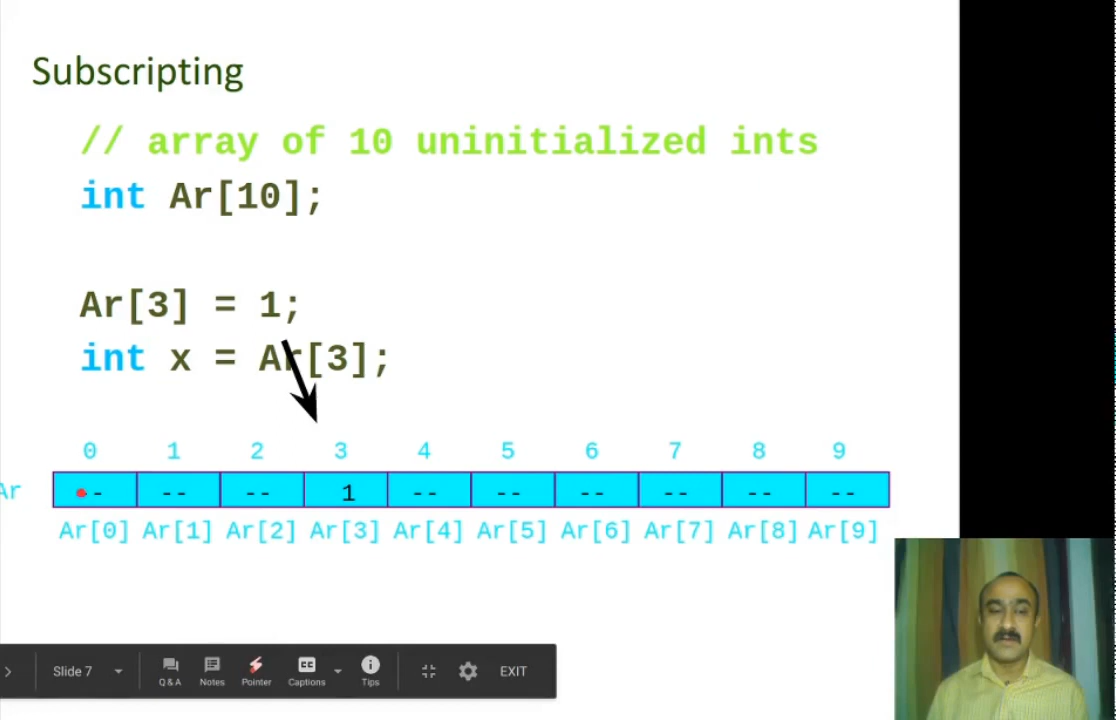 Subscripting
// array of 10 uninitialized ints
int Ar[10];
Ar[3] = 1;
int x = Ar[3];
0 1 2 3 4 5 6 7 8 9
Ar -- -- -- 1 -- -- -- -- -- --
Ar[0] Ar[1] Ar[2] Ar[3] Ar[4] Ar[5] Ar[6] Ar[7] Ar[8] Ar[9]
Slide 7 Q & A Notes Pointer CC Captions Tips EXIT